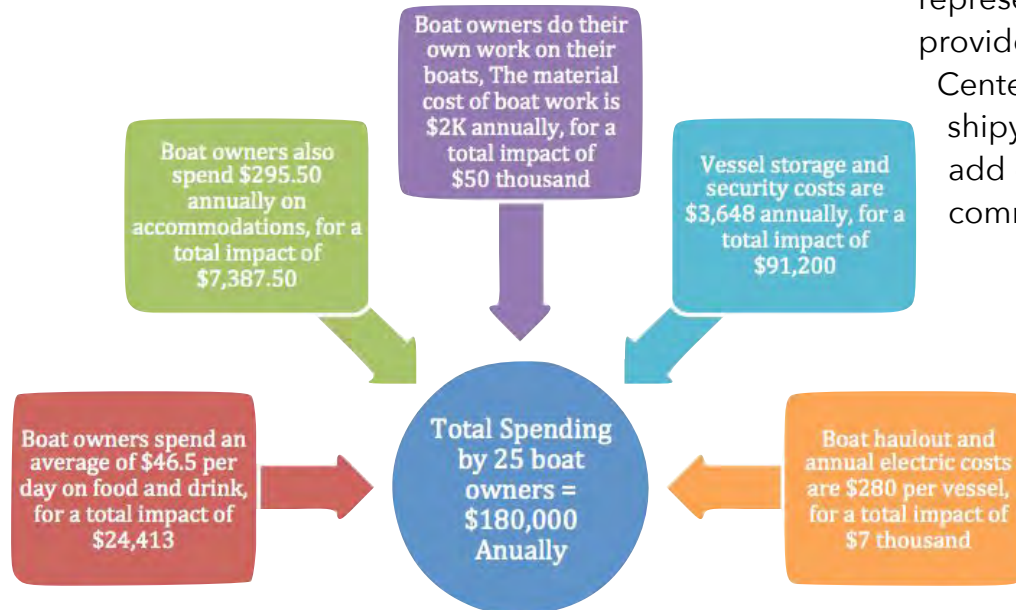 Boat owners do their
own work on their
boats, The material
cost of boat work is
$2K annually, for a
total impact of
$50 thousand
Boat owners also
spend $295.50
annually on
accommodations, for a
total impact of
$7,387.50
Vessel storage and
security costs are
$3,648 annually, for a
total impact of
$91,200
Boat owners spend an
average of $46.5 per
day on food and drink,
for a total impact of
$24,413
Total Spending
by 25 boat
owners =
$180,000
Anually
Boat haulout and
annual electric costs
are $280 per vessel,
for a total impact of
$7 thousand
provide
Cente
shipy
add
comm